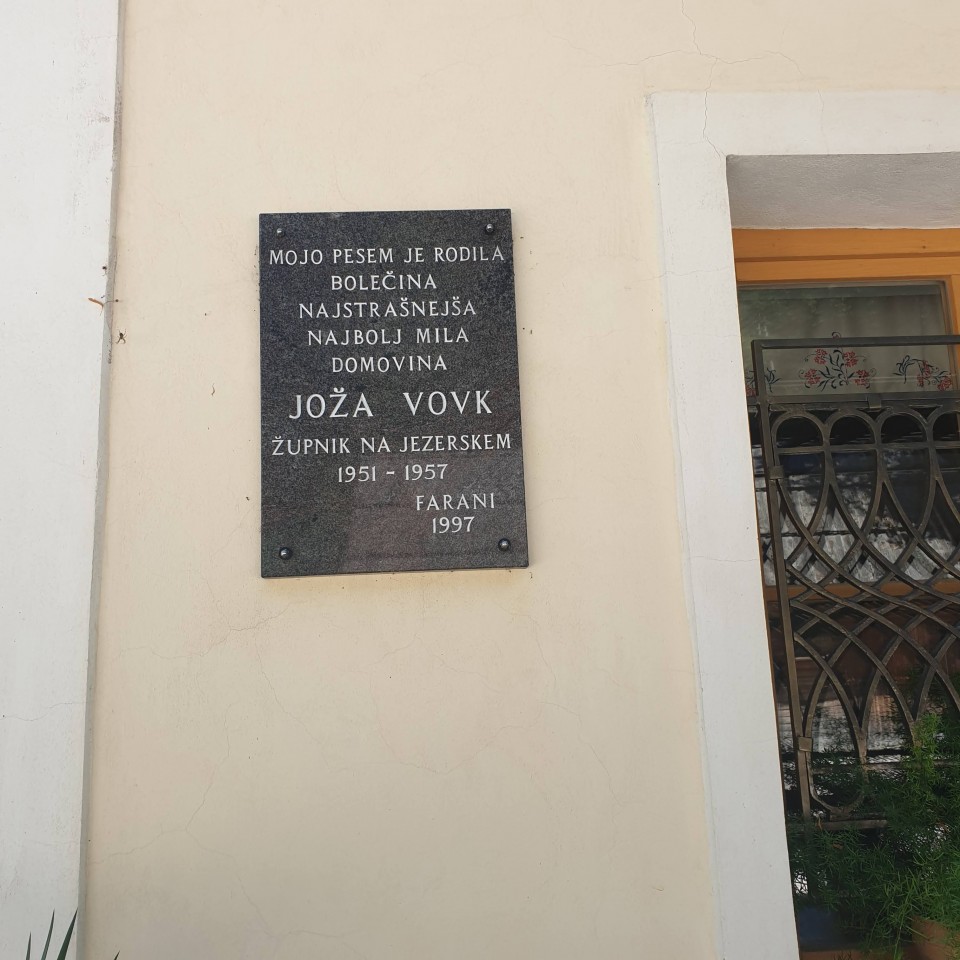 MOJO PESEM JE RODILA
BOLEČINA
NAJSTRAŠNEJŠA
NAJBOLJ MILA
DOMOVINA
JOŽA VOVK
ŽUPNIK NA JEZERSKEM
1951 - 1957
FARANI
1997